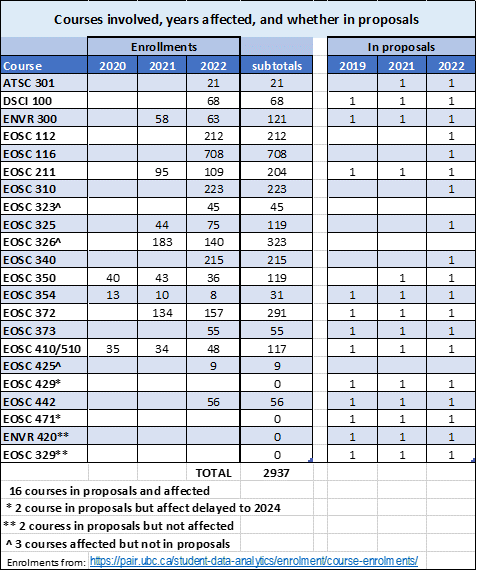 Courses involved, years affected, and whether in proposals
Enrollments In proposals
Course 2020 2021 2022 subtotals 2019 2021 2022
ATSC 301 21 21 1 1
DSCI 100 68 68 1 1 1
ENVR 300 58 63 121 1 1 1
EOSC 112 212 212 1
EOSC 116 708 708 1
EOSC 211 95 109 204 1 1 1
EOSC 310 223 223 1
EOSC 323^ 45 45
EOSC 325 44 75 119 1
EOSC 326^ 183 140 323
EOSC 340 215 215 1
EOSC 350 40 43 36 119 1 1
EOSC 354 13 10 8 31 1 1 1
EOSC 372 134 157 291 1 1 1
EOSC 373 55 55 1 1 1
EOSC 410/510 35 34 48 117 1 1 1
EOSC 425^ 9 9
EOSC 429* 0 1 1 1
EOSC 442 56 56 1 1 1
EOSC 471* 0 1 1 1
ENVR 420** 0 1 1 1
EOSC 329** 0 1 1 1
TOTAL 2937
16 courses in proposals and affected
* 2 course in proposals but affect delayed to 2024
** 2 couress in proposals but not affected
^ 3 courses affected but not in proposals
Enrolments from: https://pair.ubc.ca/student-data-analytics/enrolment/course-enrolments/